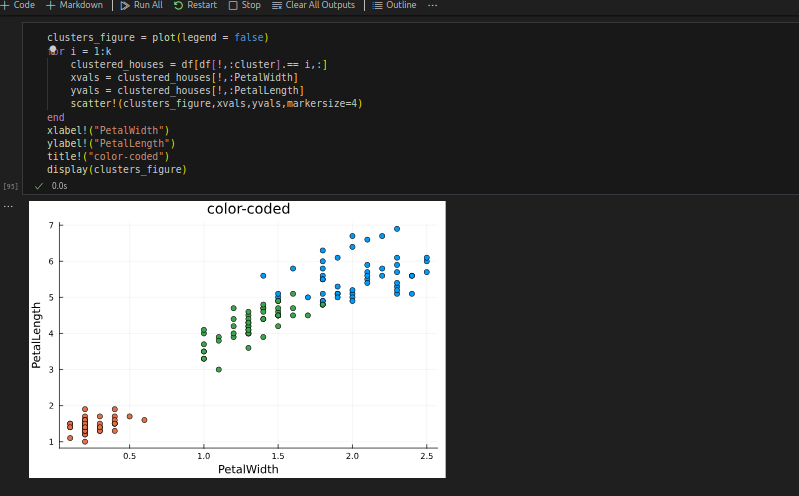 + Code + Markdown Run All Restart Stop Clear All Outputs Outline ...
clusters_figure = plot(legend = false)
for i = 1:k
clustered_houses = df[df[!,:cluster].== i,:]
xvals = clustered_houses[!,:PetalWidth]
yvals = clustered_houses[!,:PetalLength]
scatter!(clusters_figure,xvals,yvals,markersize=4)
end
xlabel!("PetalWidth")
ylabel!("PetalLength")
title!("color-coded")
display(clusters_figure)
[95]
0.0s
...
color-coded
7
6
5
4
3
2
1
PetalLength
0.5 1.0 1.5 2.0 2.5
PetalWidth